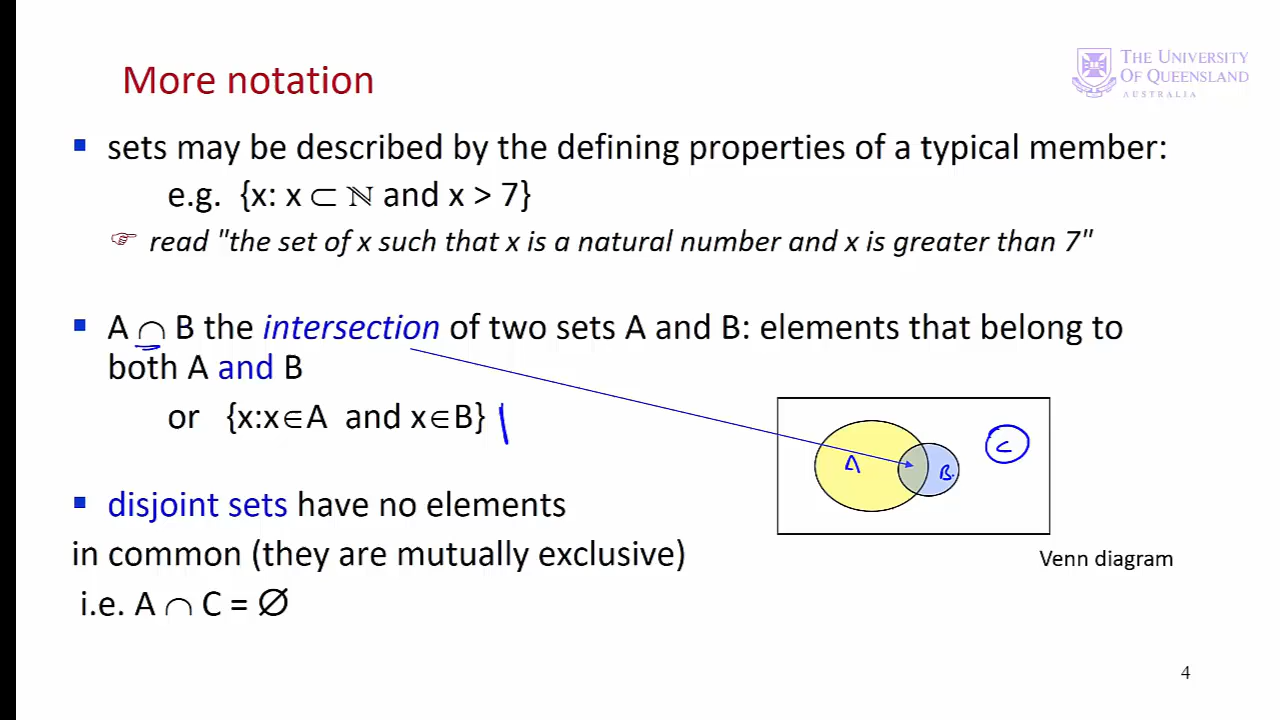 More notation
THE UNIVERSITY
OF QUEENSLAND
AUSTRALIA
▪ sets may be described by the defining properties of a typical member:
e.g. {x: x ⊂ ℕ and x > 7}
☞ read "the set of x such that x is a natural number and x is greater than 7"
▪ A ∩ B the intersection of two sets A and B: elements that belong to
both A and B
or {x:x∈A and x∈B}
A
B
C
▪ disjoint sets have no elements
in common (they are mutually exclusive)
Venn diagram
i.e. A ∩ C = ∅
4